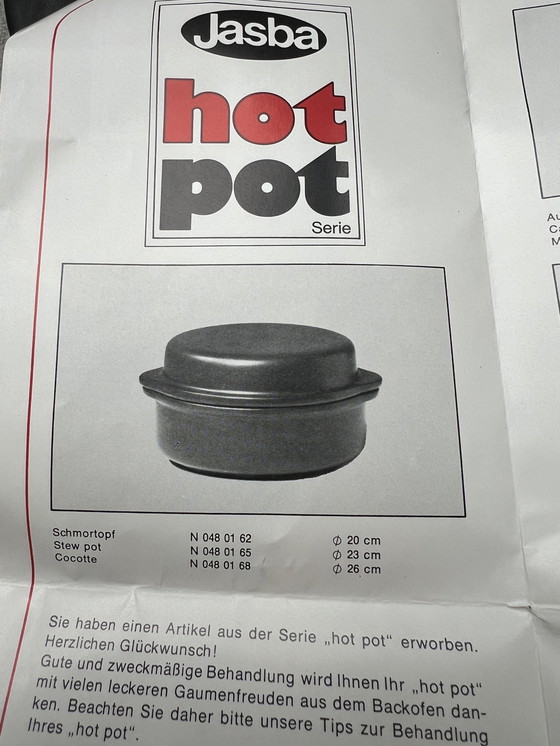 Jasba
hot
pot
Serie
Schmortopf N 048 01 62 ∅ 20 cm
Stew pot N 048 01 65 ∅ 23 cm
Cocotte N 048 01 68 ∅ 26 cm
Sie haben einen Artikel aus der Serie „hot pot“ erworben.
Herzlichen Glückwunsch!
Gute und zweckmäßige Behandlung wird Ihnen Ihr „hot pot“
mit vielen leckeren Gaumenfreuden aus dem Backofen dan-
ken. Beachten Sie daher bitte unsere Tips zur Behandlung
Ihres „hot pot“.